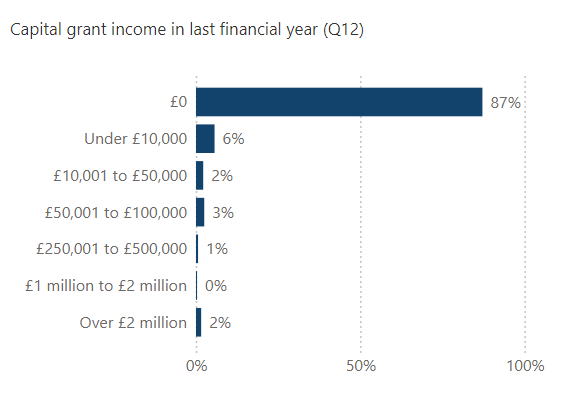 Capital grant income in last financial year (Q12)
£0 87%
Under £10,000 6%
£10,001 to £50,000 2%
£50,001 to £100,000 3%
£250,001 to £500,000 1%
£1 million to £2 million 0%
Over £2 million 2%
0% 50% 100%